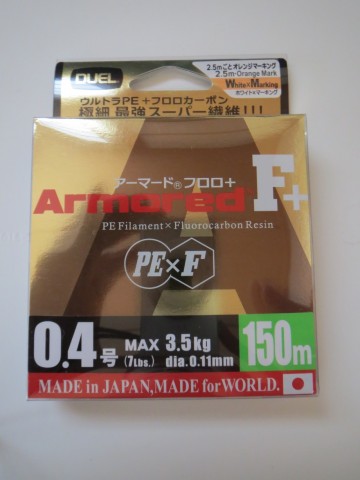 DUEL
2.5mごとオレンジマーキング
2.5m·Orange Mark
White×Marking
ホワイト×マーキング
ウルトラPE+フロロカーボン
極細 最強スーパー繊維!!!
アーマード®フロロ+
Armored F+
PE Filament×Fluorocarbon Resin
PE×F
0.4号
MAX 3.5kg
(7Lbs.) dia.0.11mm
150m
MADE in JAPAN,MADE for WORLD.